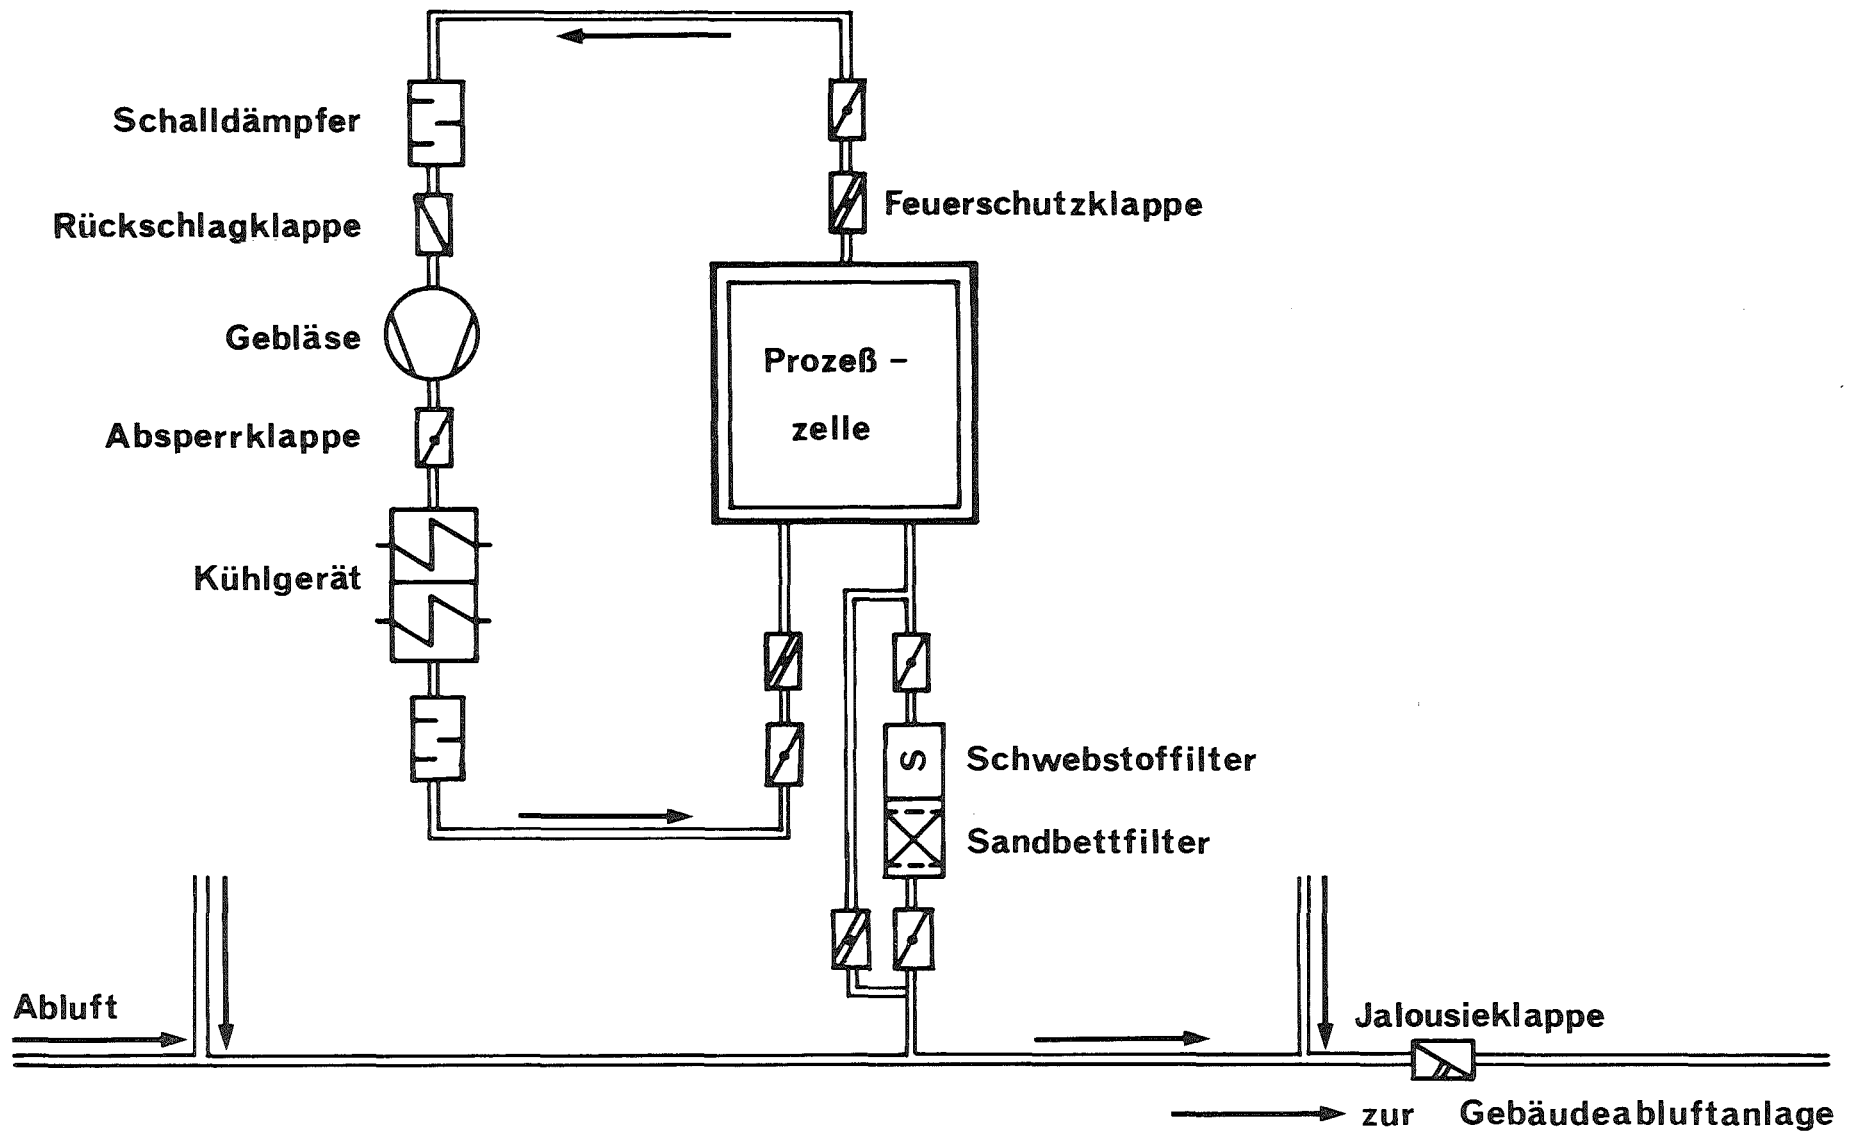 Schalldämpfer
Rückschlagklappe
Feuerschutzklappe
Gebläse
Prozeß –
zelle
Absperrklappe
Kühlgerät
S
Schwebstoffilter
Sandbettfilter
Abluft
Jalousieklappe
zur Gebäudeabluftanlage